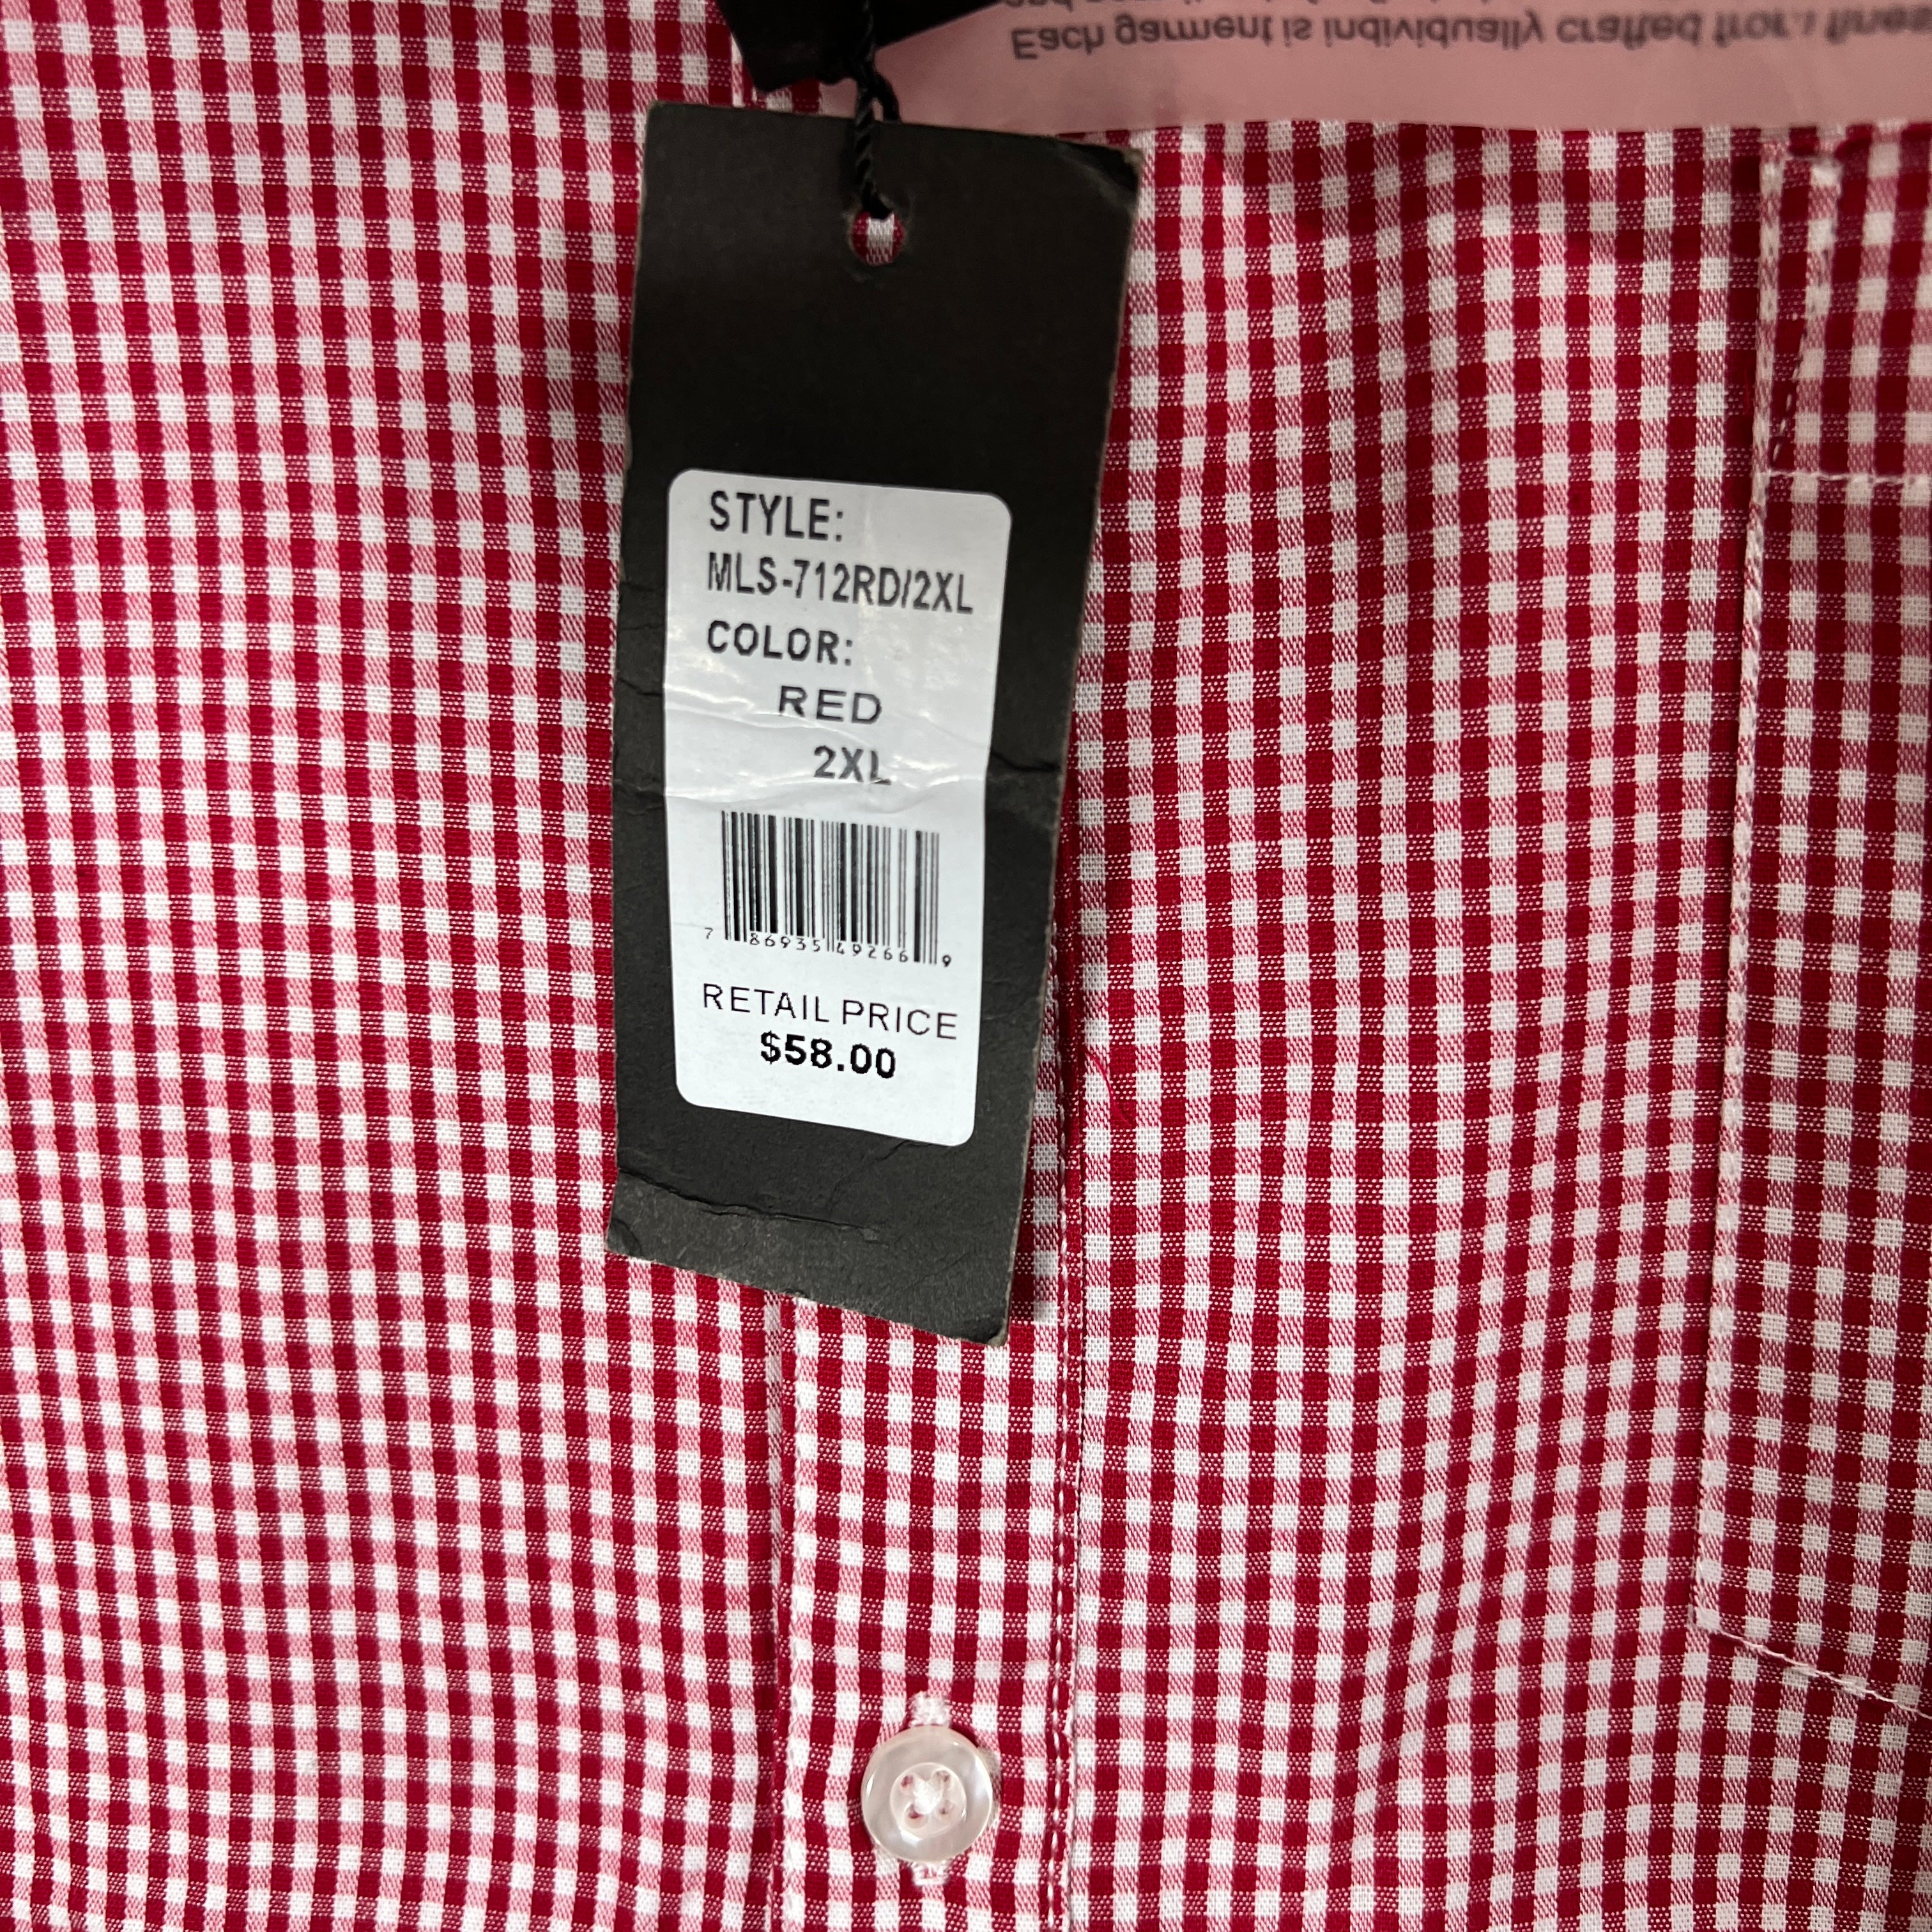 Each garment is individually crafted from finest
STYLE:
MLS-712RD/2XL
COLOR:
RED
2XL
7 86935 49266 9
RETAIL PRICE
$58.00